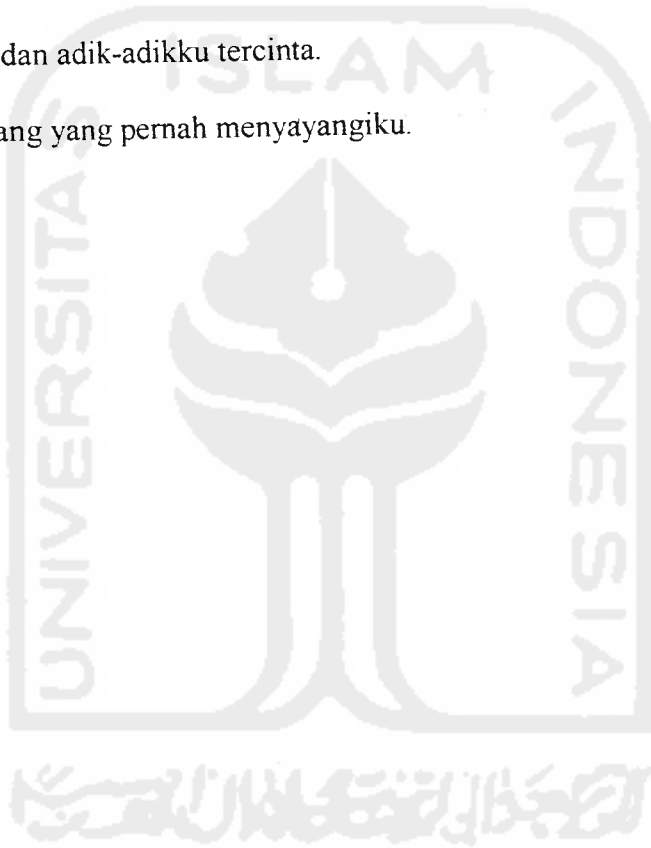 dan adik-adikku tercinta.
ang yang pernah menyayangiku.
ISLAM
UNIVERSITAS
INDONESIA